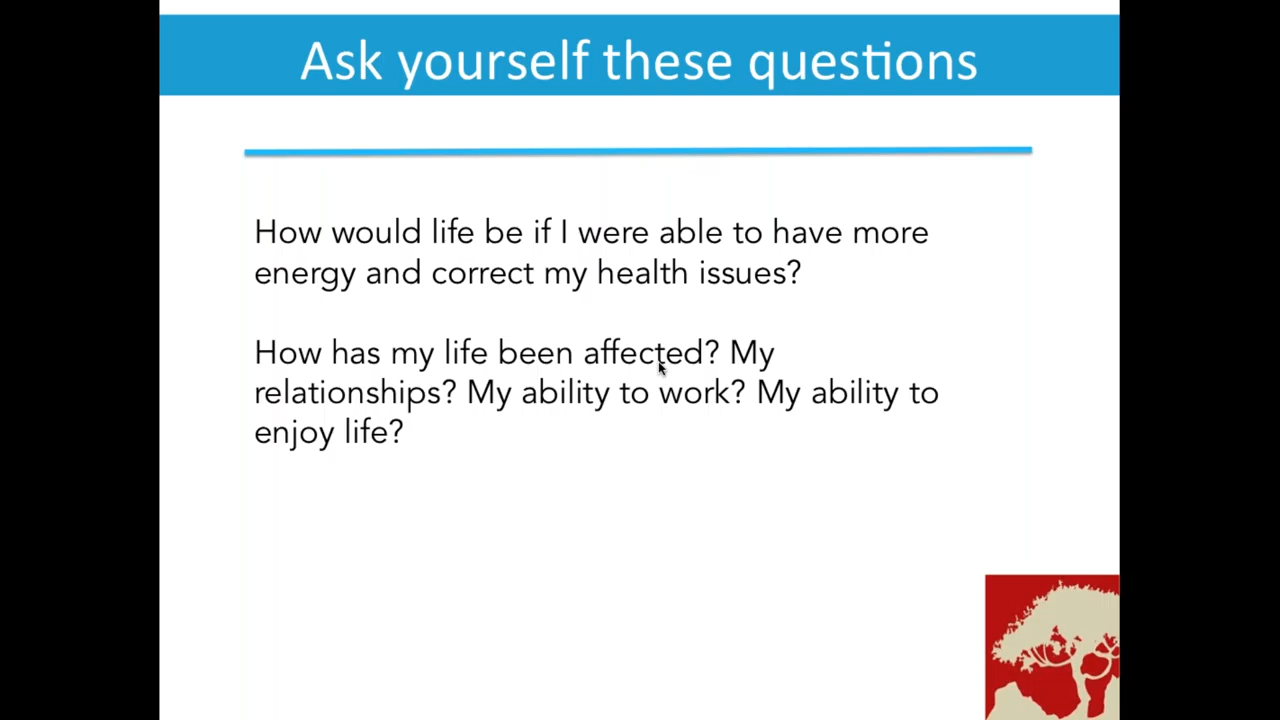 Ask yourself these questions
How would life be if I were able to have more
energy and correct my health issues?
How has my life been affected? My
relationships? My ability to work? My ability to
enjoy life?